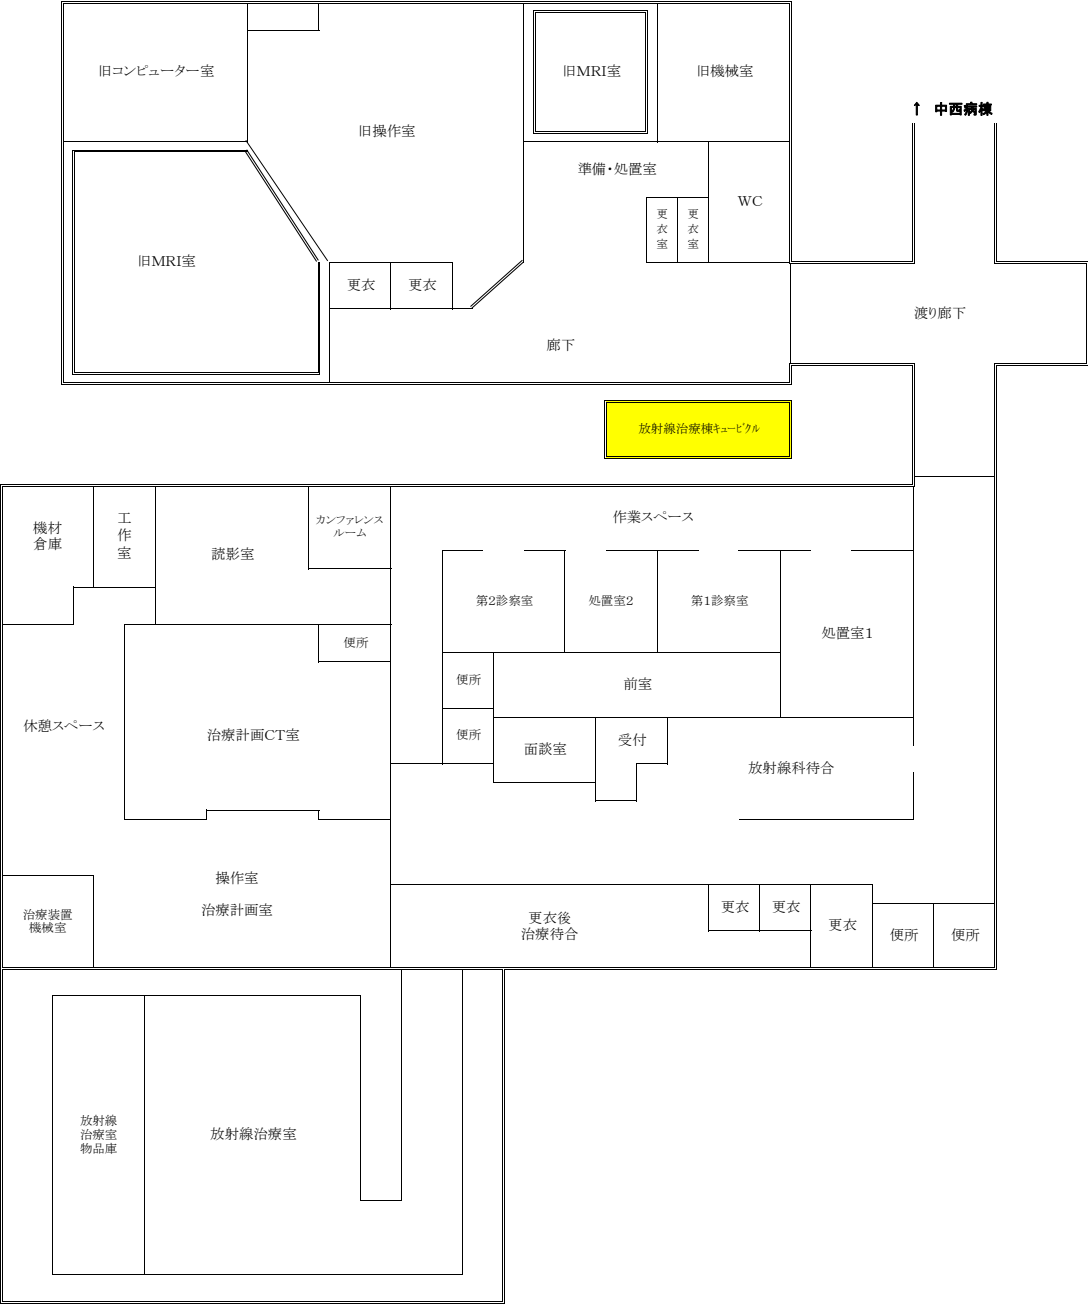 旧コンピューター室
旧操作室
旧MRI室
旧機械室
↑　中西病棟
準備・処置室
WC
更衣室
更衣室
旧MRI室
更衣
更衣
渡り廊下
廊下
放射線治療棟ｷｭｰﾋﾞｸﾙ
機材
倉庫
工作室
読影室
カンファレンス
ルーム
作業スペース
第2診察室
処置室2
第1診察室
処置室1
便所
便所
前室
休憩スペース
治療計画CT室
便所
面談室
受付
放射線科待合
操作室
治療計画室
治療装置
機械室
更衣後
治療待合
更衣
更衣
更衣
便所
便所
放射線
治療室
物品庫
放射線治療室